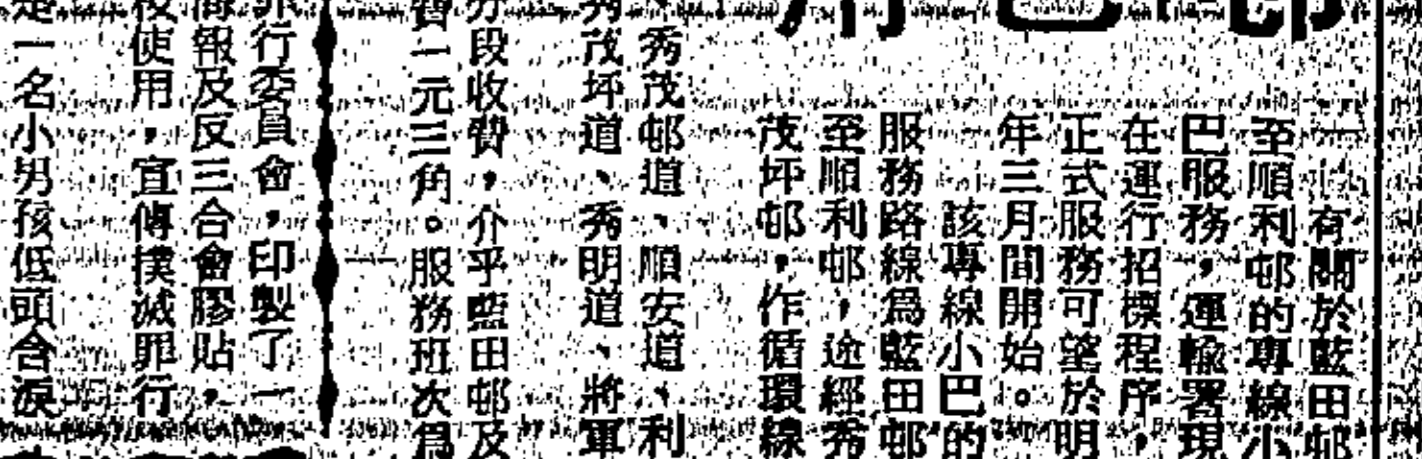 有關於藍田邨
至順利邨的專線小
巴服務，運輸署現
在運行招標程序，
正式服務可望於明
年三月間開始。
該專線小巴的
服務路線爲藍田邨
至順利邨，途經秀
茂坪邨，作循環線
秀茂邨道、順安道、利
秀茂坪道、秀明道、將軍
段收費，介乎藍田邨及
一元三角。服務班次爲
行委員會，印製了一
海報及反三合會膠貼，
使用，宣傳撲滅罪行
一名小男孩低頭含淚